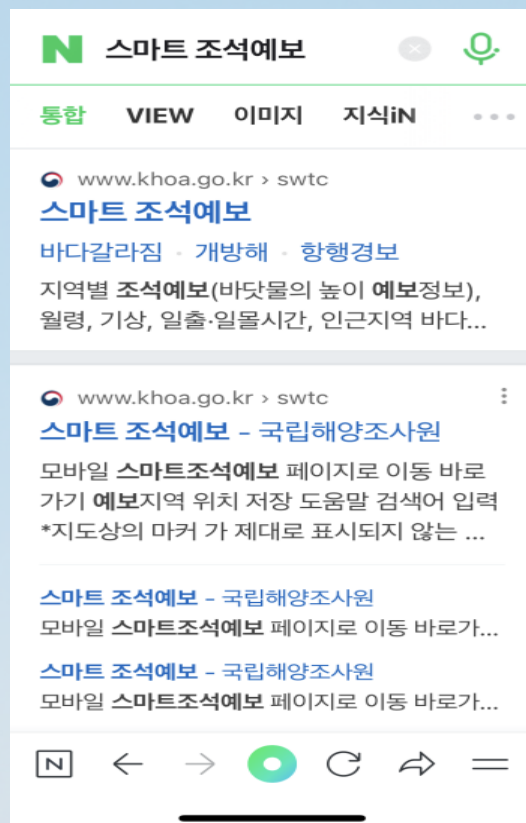 N 스마트 조석예보
통합 VIEW 이미지 지식iN
www.khoa.go.kr › swtc
스마트 조석예보
바다갈라짐 · 개방해 · 항행경보
지역별 조석예보(바닷물의 높이 예보정보),
월령, 기상, 일출·일몰시간, 인근지역 바다...
www.khoa.go.kr › swtc
스마트 조석예보 – 국립해양조사원
모바일 스마트조석예보 페이지로 이동 바로
가기 예보지역 위치 저장 도움말 검색어 입력
*지도상의 마커 가 제대로 표시되지 않는 ...
스마트 조석예보 – 국립해양조사원
모바일 스마트조석예보 페이지로 이동 바로가...
스마트 조석예보 – 국립해양조사원
모바일 스마트조석예보 페이지로 이동 바로가...
N